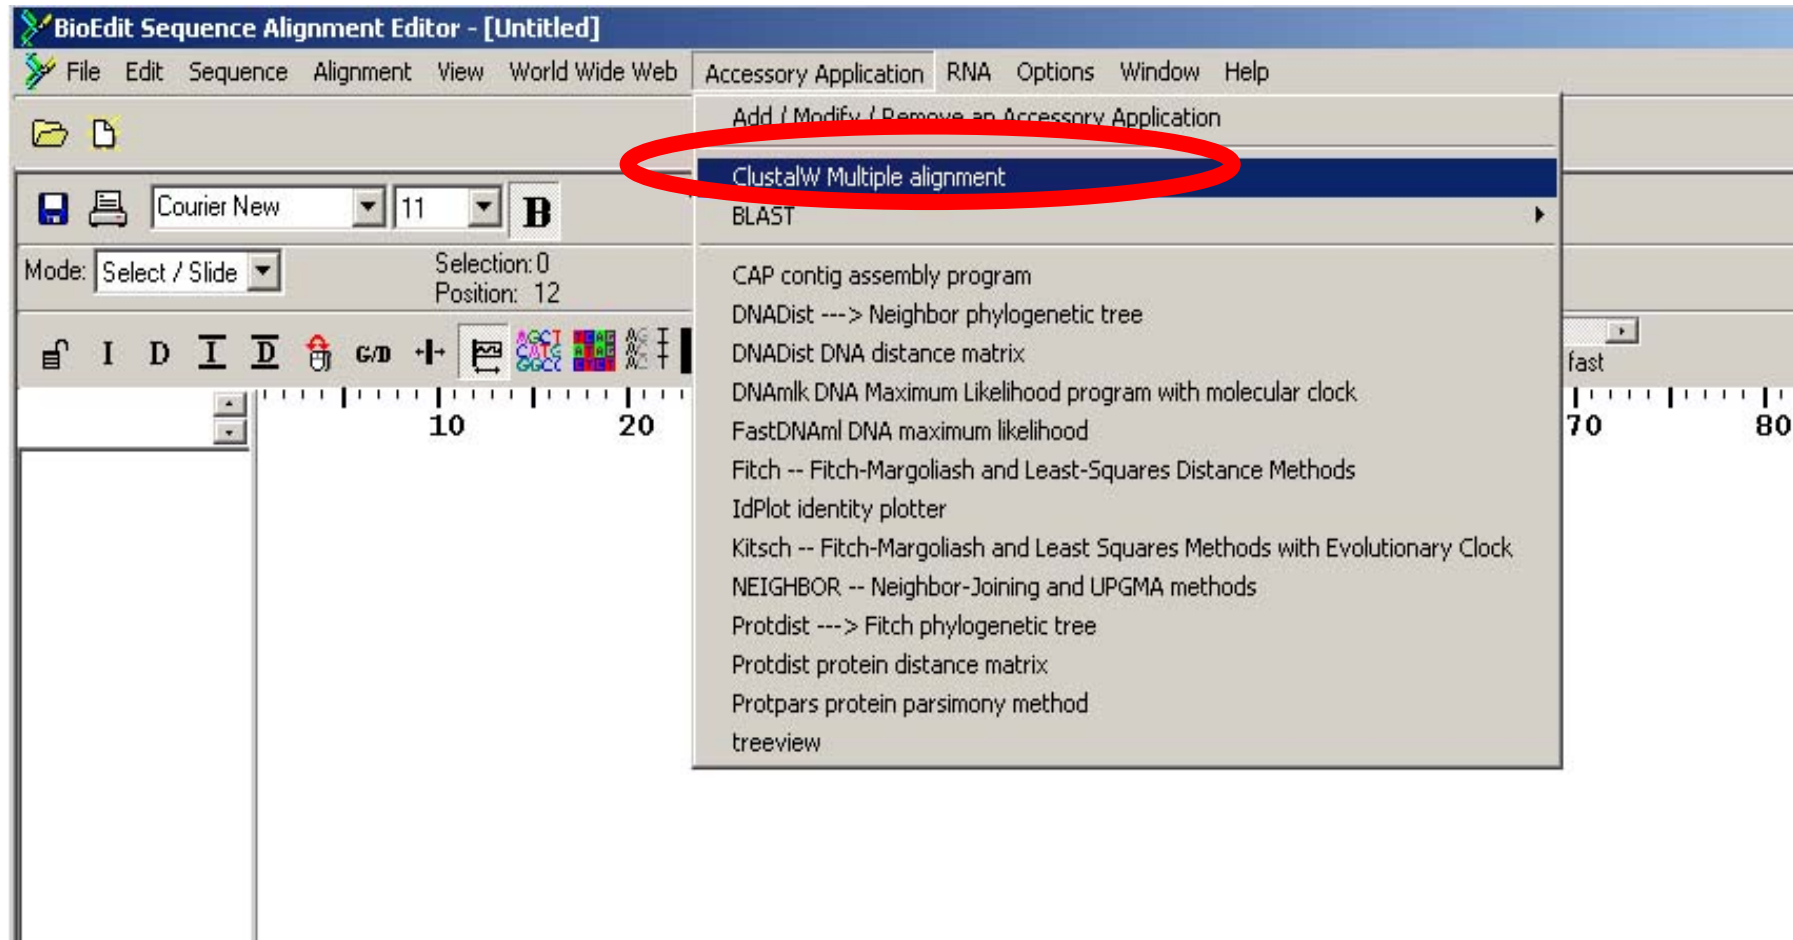 BioEdit Sequence Alignment Editor - [Untitled]
File Edit Sequence Alignment View World Wide Web Accessory Application RNA Options Window Help
Add / Modify / Remove an Accessory Application
ClustalW Multiple alignment
BLAST
Courier New 11 B
Mode: Select / Slide
Selection: 0
Position: 12
CAP contig assembly program
DNADist ---> Neighbor phylogenetic tree
DNADist DNA distance matrix
DNAmlk DNA Maximum Likelihood program with molecular clock
FastDNAml DNA maximum likelihood
Fitch -- Fitch-Margoliash and Least-Squares Distance Methods
IdPlot identity plotter
Kitsch -- Fitch-Margoliash and Least Squares Methods with Evolutionary Clock
NEIGHBOR -- Neighbor-Joining and UPGMA methods
Protdist ---> Fitch phylogenetic tree
Protdist protein distance matrix
Protpars protein parsimony method
treeview
I D I D G/D
fast
10 20 70 80